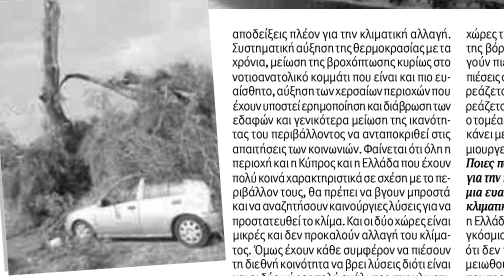 αποδείξεις πλέον για την κλιματική αλλαγή.
Συστηματική αύξηση της θερμοκρασίας με τα
χρόνια, μείωση της βροχόπτωσης κυρίως στο
νοτιοανατολικό κομμάτι που είναι και πιο ευ-
αίσθητο, αύξηση των χερσαίων περιοχών που
έχουν υποστεί ερημοποίηση και διάβρωση των
εδαφών και γενικότερα μείωση της ικανότη-
τας του περιβάλλοντος να ανταποκριθεί στις
απαιτήσεις των κοινωνιών. Φαίνεται ότι όλη η
περιοχή και η Κύπρος και η Ελλάδα που έχουν
πολύ κοινά χαρακτηριστικά σε σχέση με το πε-
ριβάλλον τους, θα πρέπει να βγουν μπροστά
και να αναζητήσουν καινούργιες λύσεις για να
προστατευθεί το κλίμα. Και οι δύο χώρες είναι
μικρές και δεν προκαλούν αλλαγή του κλίμα-
τος. Όμως έχουν κάθε συμφέρον να πιέσουν
τη διεθνή κοινότητα να βρει λύσεις διότι είναι
χώρες τ
της βόρ
γούν πιε
πιέσεις σ
ρεάζετα
ρεάζετα
ο τομέα
κάνει με
μιουργε
Ποιες π
για την
μια ευα
κλιματι
η Ελλάδ
γκόσμι
ότι δεν
μειωθο